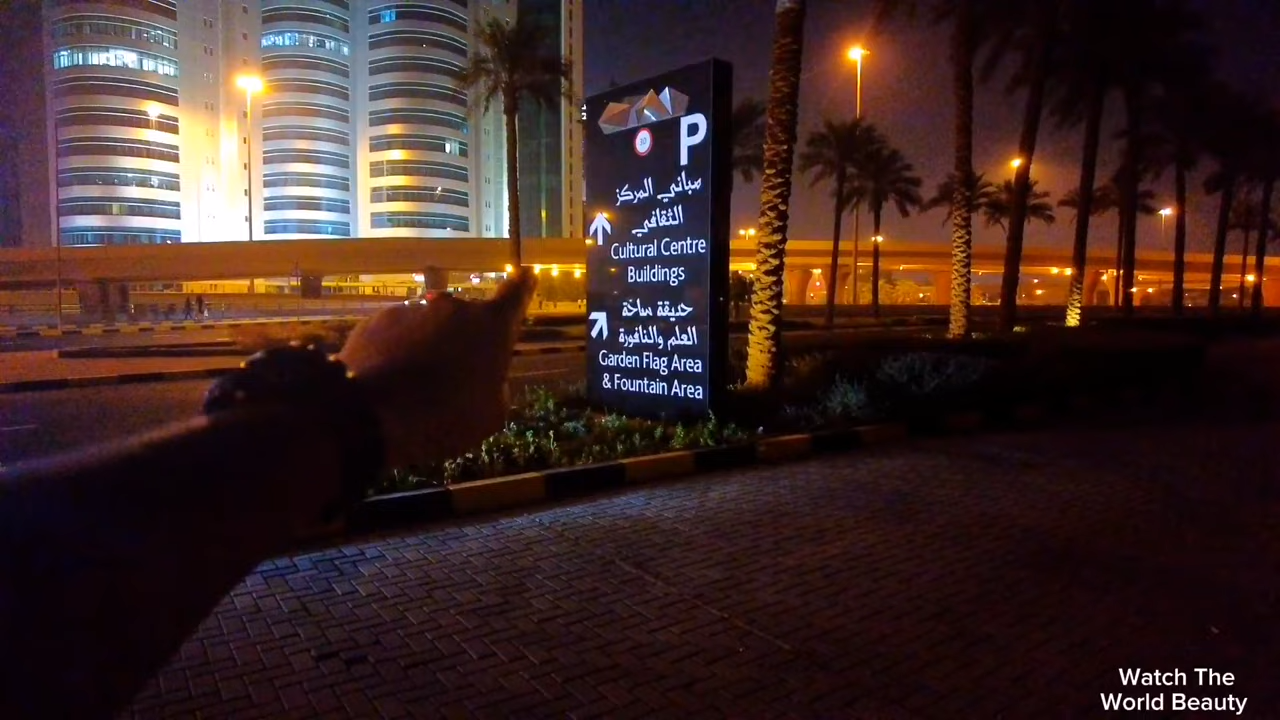 P
30
مباني المركز
الثقافي
Cultural Centre
Buildings
حديقة ساحة
العلم والنافورة
Garden Flag Area
& Fountain Area
Watch The
World Beauty